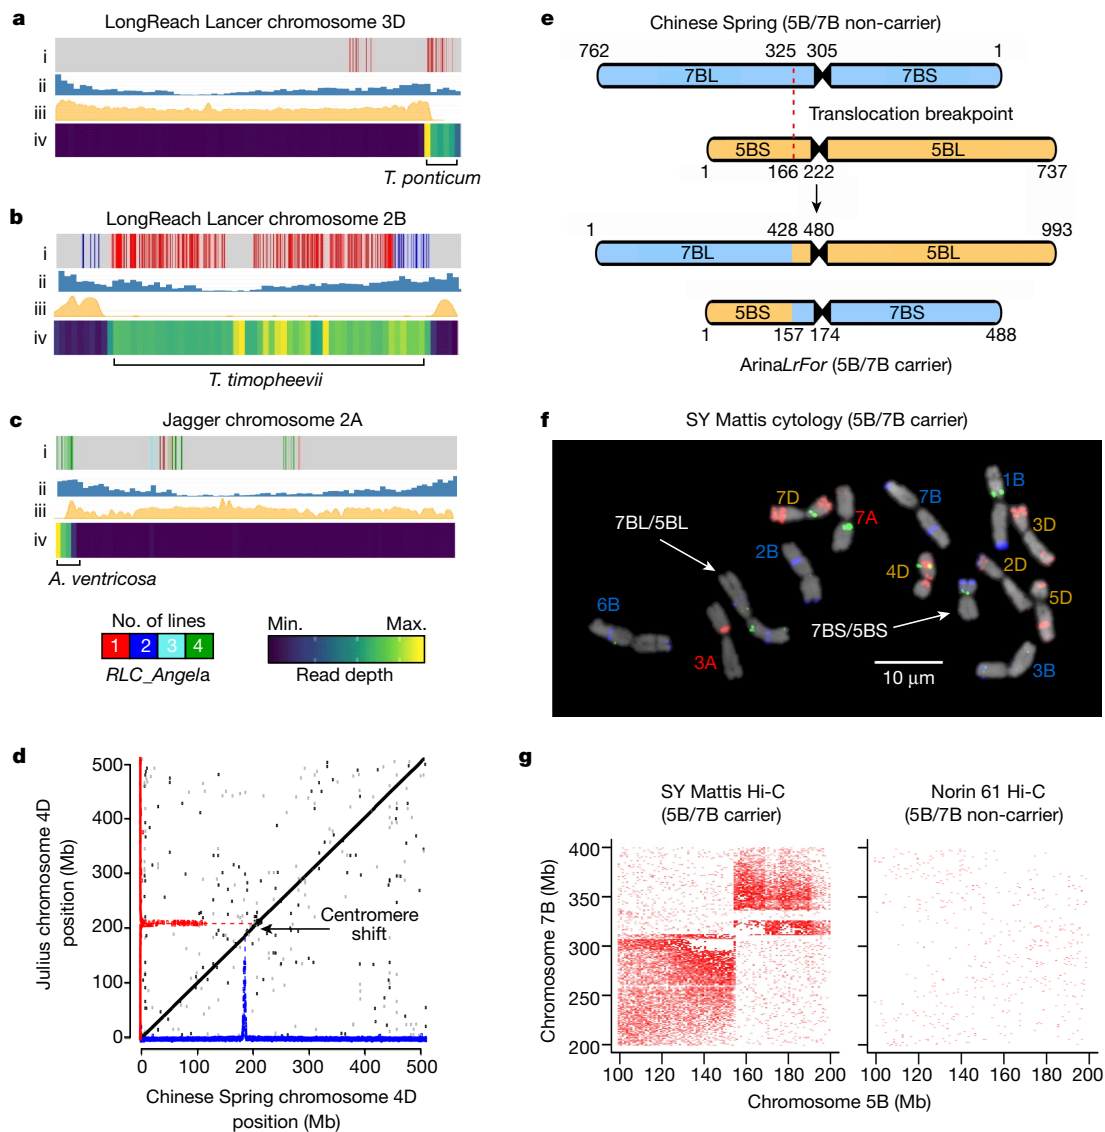 a
LongReach Lancer chromosome 3D
i
ii
iii
iv
T. ponticum
b
LongReach Lancer chromosome 2B
i
ii
iii
iv
T. timopheevii
c
Jagger chromosome 2A
i
ii
iii
iv
A. ventricosa
No. of lines
1 2 3 4
RLC_Angela
Min. Max.
Read depth
d
Julius chromosome 4D
position (Mb)
500
400
300
200
100
0
Centromere
shift
0 100 200 300 400 500
Chinese Spring chromosome 4D
position (Mb)
e
Chinese Spring (5B/7B non-carrier)
762 325 305 1
7BL 7BS
Translocation breakpoint
5BS 5BL
1 166 222 737
1 428 480 993
7BL 5BL
5BS 7BS
1 157 174 488
ArinaLrFor (5B/7B carrier)
f
SY Mattis cytology (5B/7B carrier)
7D
7A
7B
1B
3D
7BL/5BL
2B
4D
2D
5D
6B
7BS/5BS
3A
3B
10 μm
g
SY Mattis Hi-C
(5B/7B carrier)
Norin 61 Hi-C
(5B/7B non-carrier)
Chromosome 7B (Mb)
400
350
300
250
200
100 120 140 160 180 200
100 120 140 160 180 200
Chromosome 5B (Mb)